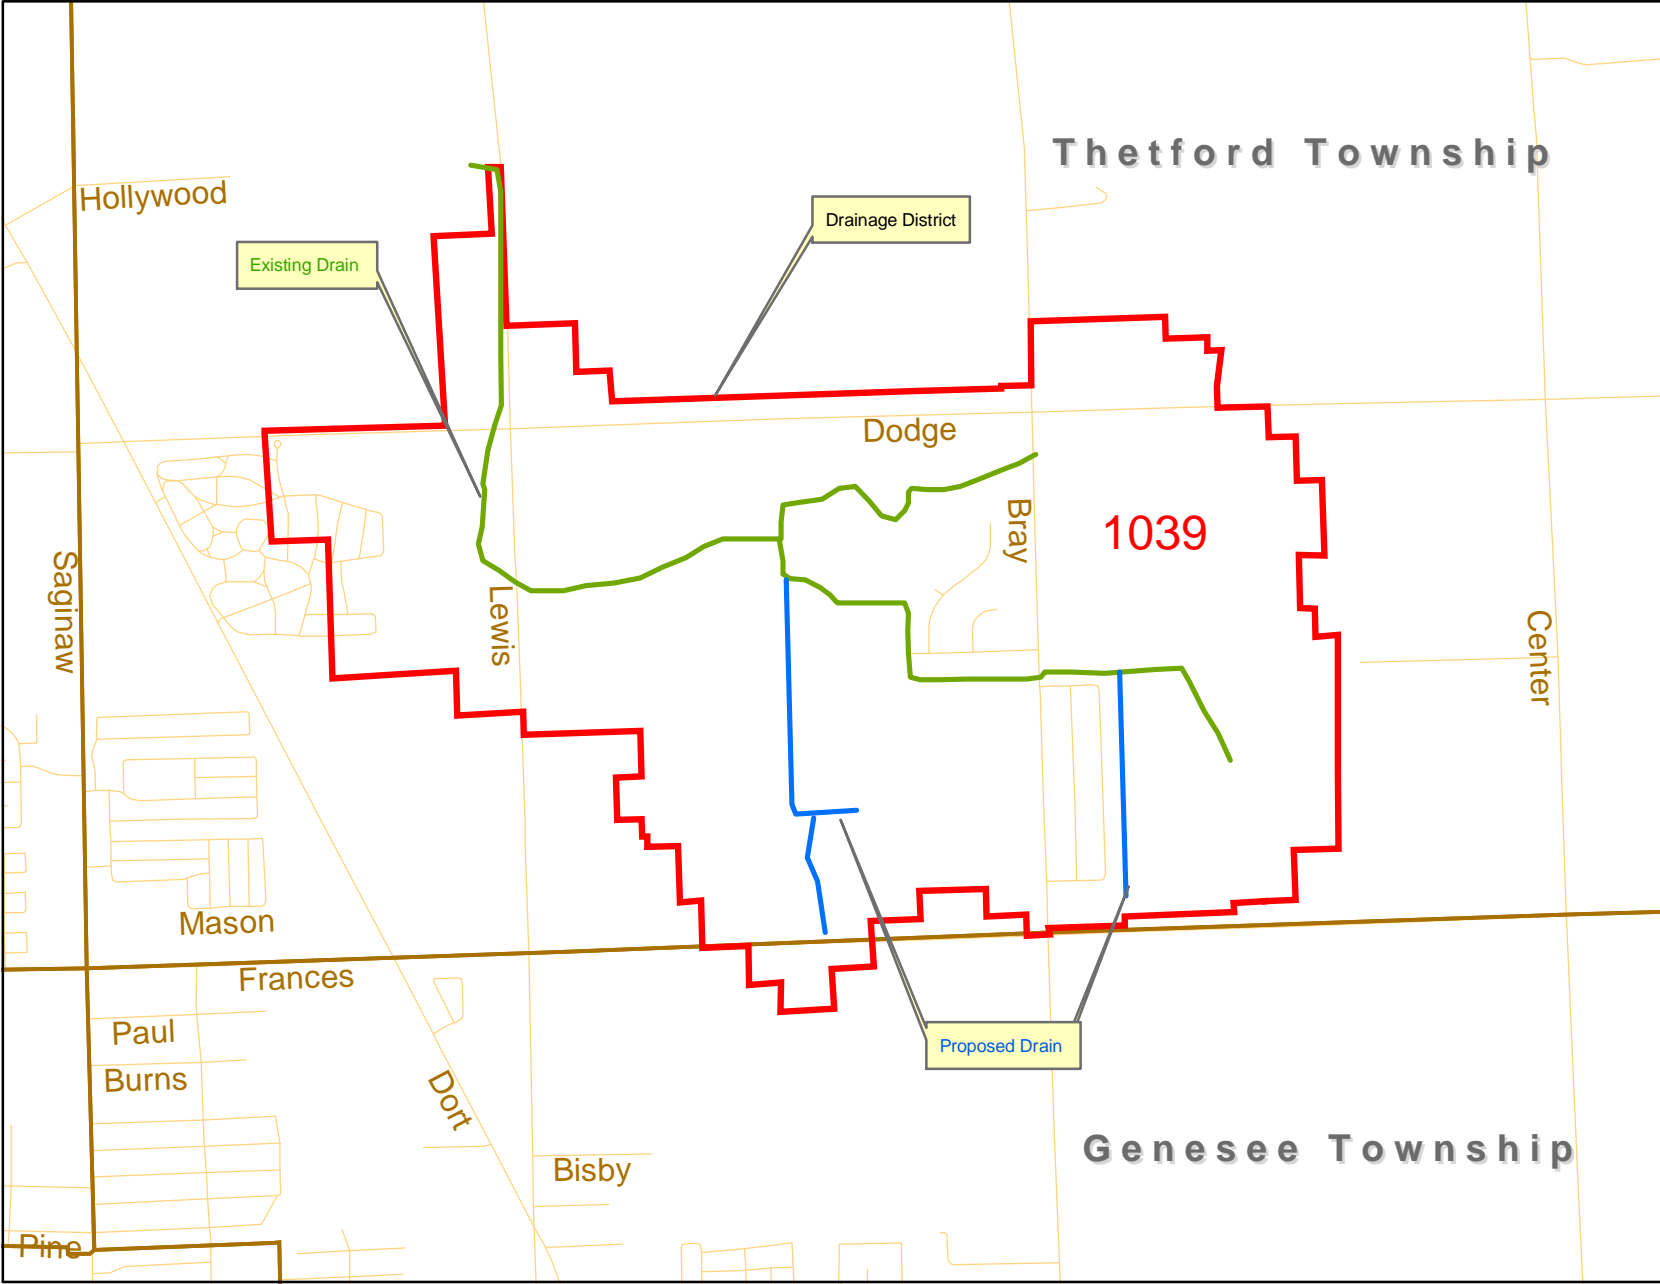 Thetford Township
Hollywood
Drainage District
Existing Drain
Dodge
Bray
1039
Saginaw
Lewis
Center
Mason
Frances
Paul
Proposed Drain
Burns
Dort
Genesee Township
Bisby
Pine